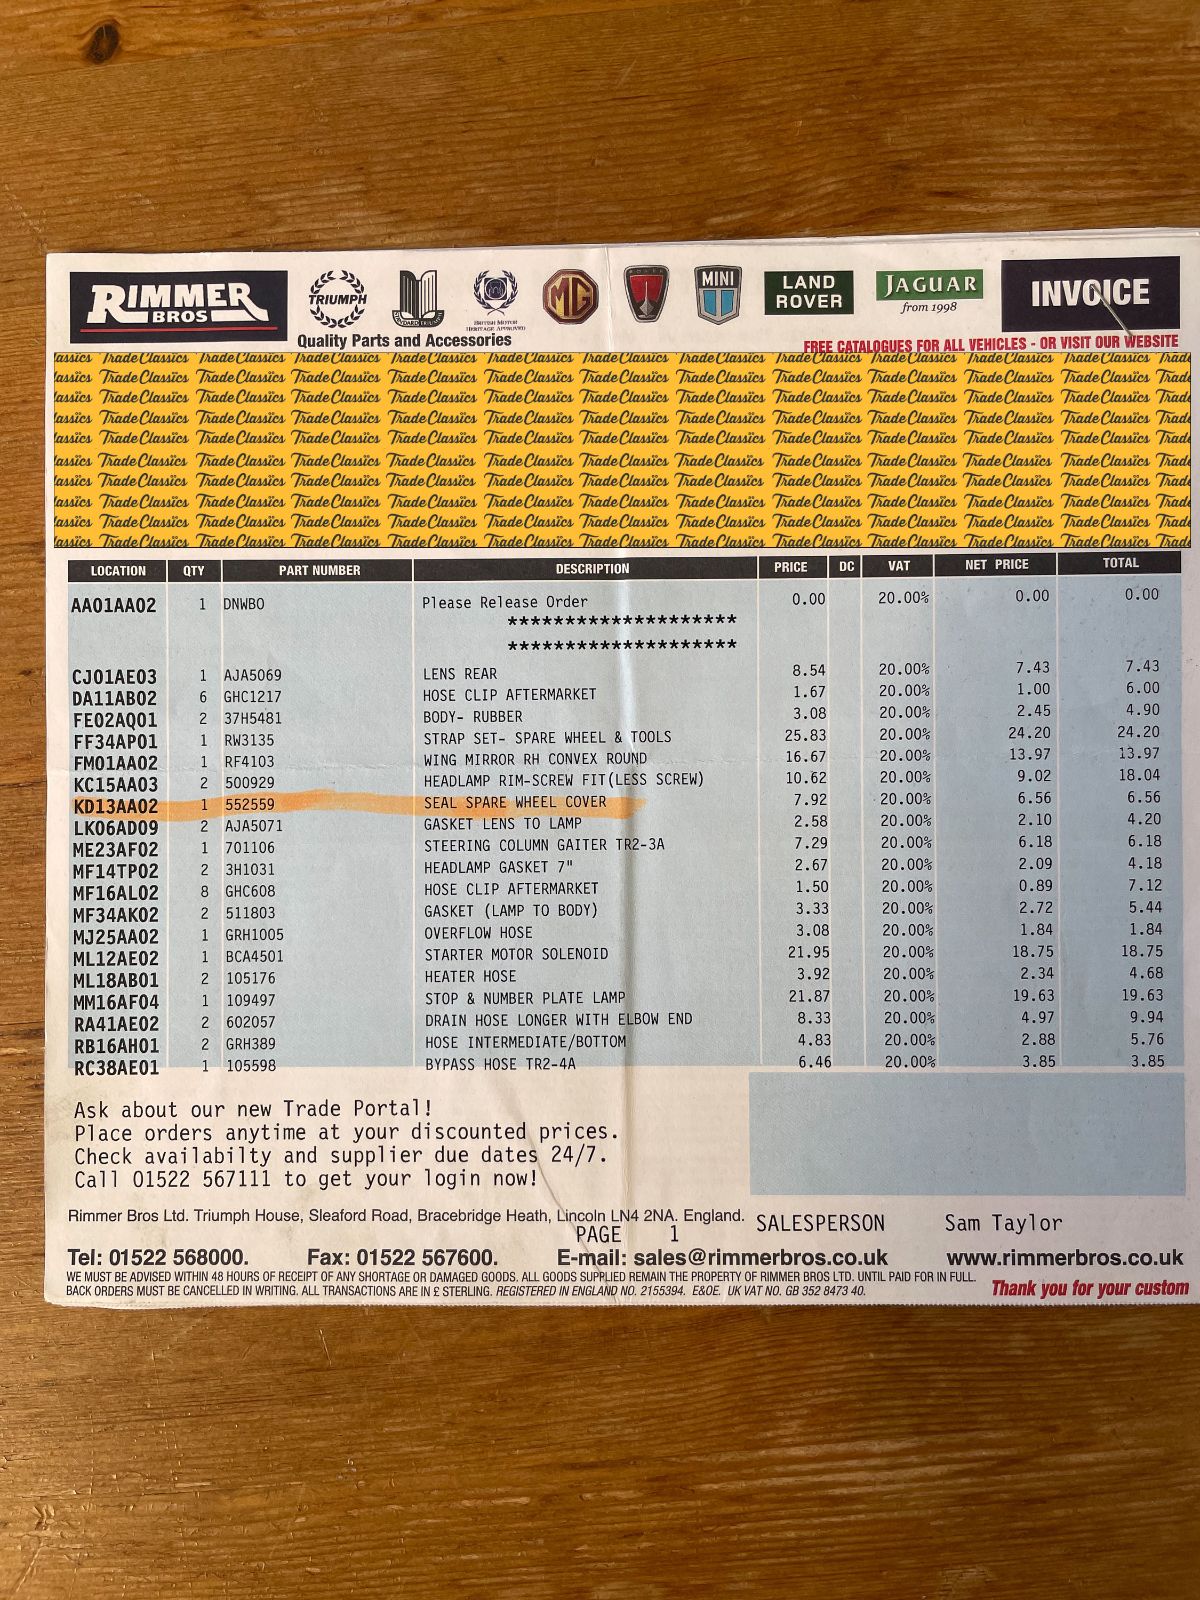 RIMMER BROS
TRIUMPH
STANDARD TRIUMPH
BRITISH MOTOR HERITAGE APPROVED
MG
ROVER
MINI
LAND ROVER
JAGUAR
from 1998
INVOICE
Quality Parts and Accessories
FREE CATALOGUES FOR ALL VEHICLES - OR VISIT OUR WEBSITE
Trade Classics
LOCATION QTY PART NUMBER DESCRIPTION PRICE DC VAT NET PRICE TOTAL
AA01AA02 1 DNWBO Please Release Order 0.00 20.00% 0.00 0.00
********************
********************
CJ01AE03 1 AJA5069 LENS REAR 8.54 20.00% 7.43 7.43
DA11AB02 6 GHC1217 HOSE CLIP AFTERMARKET 1.67 20.00% 1.00 6.00
FE02AQ01 2 37H5481 BODY- RUBBER 3.08 20.00% 2.45 4.90
FF34AP01 1 RW3135 STRAP SET- SPARE WHEEL & TOOLS 25.83 20.00% 24.20 24.20
FM01AA02 1 RF4103 WING MIRROR RH CONVEX ROUND 16.67 20.00% 13.97 13.97
KC15AA03 2 500929 HEADLAMP RIM-SCREW FIT(LESS SCREW) 10.62 20.00% 9.02 18.04
KD13AA02 1 552559 SEAL SPARE WHEEL COVER 7.92 20.00% 6.56 6.56
LK06AD09 2 AJA5071 GASKET LENS TO LAMP 2.58 20.00% 2.10 4.20
ME23AF02 1 701106 STEERING COLUMN GAITER TR2-3A 7.29 20.00% 6.18 6.18
MF14TP02 2 3H1031 HEADLAMP GASKET 7" 2.67 20.00% 2.09 4.18
MF16AL02 8 GHC608 HOSE CLIP AFTERMARKET 1.50 20.00% 0.89 7.12
MF34AK02 2 511803 GASKET (LAMP TO BODY) 3.33 20.00% 2.72 5.44
MJ25AA02 1 GRH1005 OVERFLOW HOSE 3.08 20.00% 1.84 1.84
ML12AE02 1 BCA4501 STARTER MOTOR SOLENOID 21.95 20.00% 18.75 18.75
ML18AB01 2 105176 HEATER HOSE 3.92 20.00% 2.34 4.68
MM16AF04 1 109497 STOP & NUMBER PLATE LAMP 21.87 20.00% 19.63 19.63
RA41AE02 2 602057 DRAIN HOSE LONGER WITH ELBOW END 8.33 20.00% 4.97 9.94
RB16AH01 2 GRH389 HOSE INTERMEDIATE/BOTTOM 4.83 20.00% 2.88 5.76
RC38AE01 1 105598 BYPASS HOSE TR2-4A 6.46 20.00% 3.85 3.85
Ask about our new Trade Portal!
Place orders anytime at your discounted prices.
Check availabilty and supplier due dates 24/7.
Call 01522 567111 to get your login now!
Rimmer Bros Ltd. Triumph House, Sleaford Road, Bracebridge Heath, Lincoln LN4 2NA. England.
PAGE 1 SALESPERSON Sam Taylor
Tel: 01522 568000. Fax: 01522 567600. E-mail: sales@rimmerbros.co.uk www.rimmerbros.co.uk
WE MUST BE ADVISED WITHIN 48 HOURS OF RECEIPT OF ANY SHORTAGE OR DAMAGED GOODS. ALL GOODS SUPPLIED REMAIN THE PROPERTY OF RIMMER BROS LTD. UNTIL PAID FOR IN FULL.
BACK ORDERS MUST BE CANCELLED IN WRITING. ALL TRANSACTIONS ARE IN £ STERLING. REGISTERED IN ENGLAND NO. 2155394. E&OE. UK VAT NO. GB 352 8473 40.
Thank you for your custom